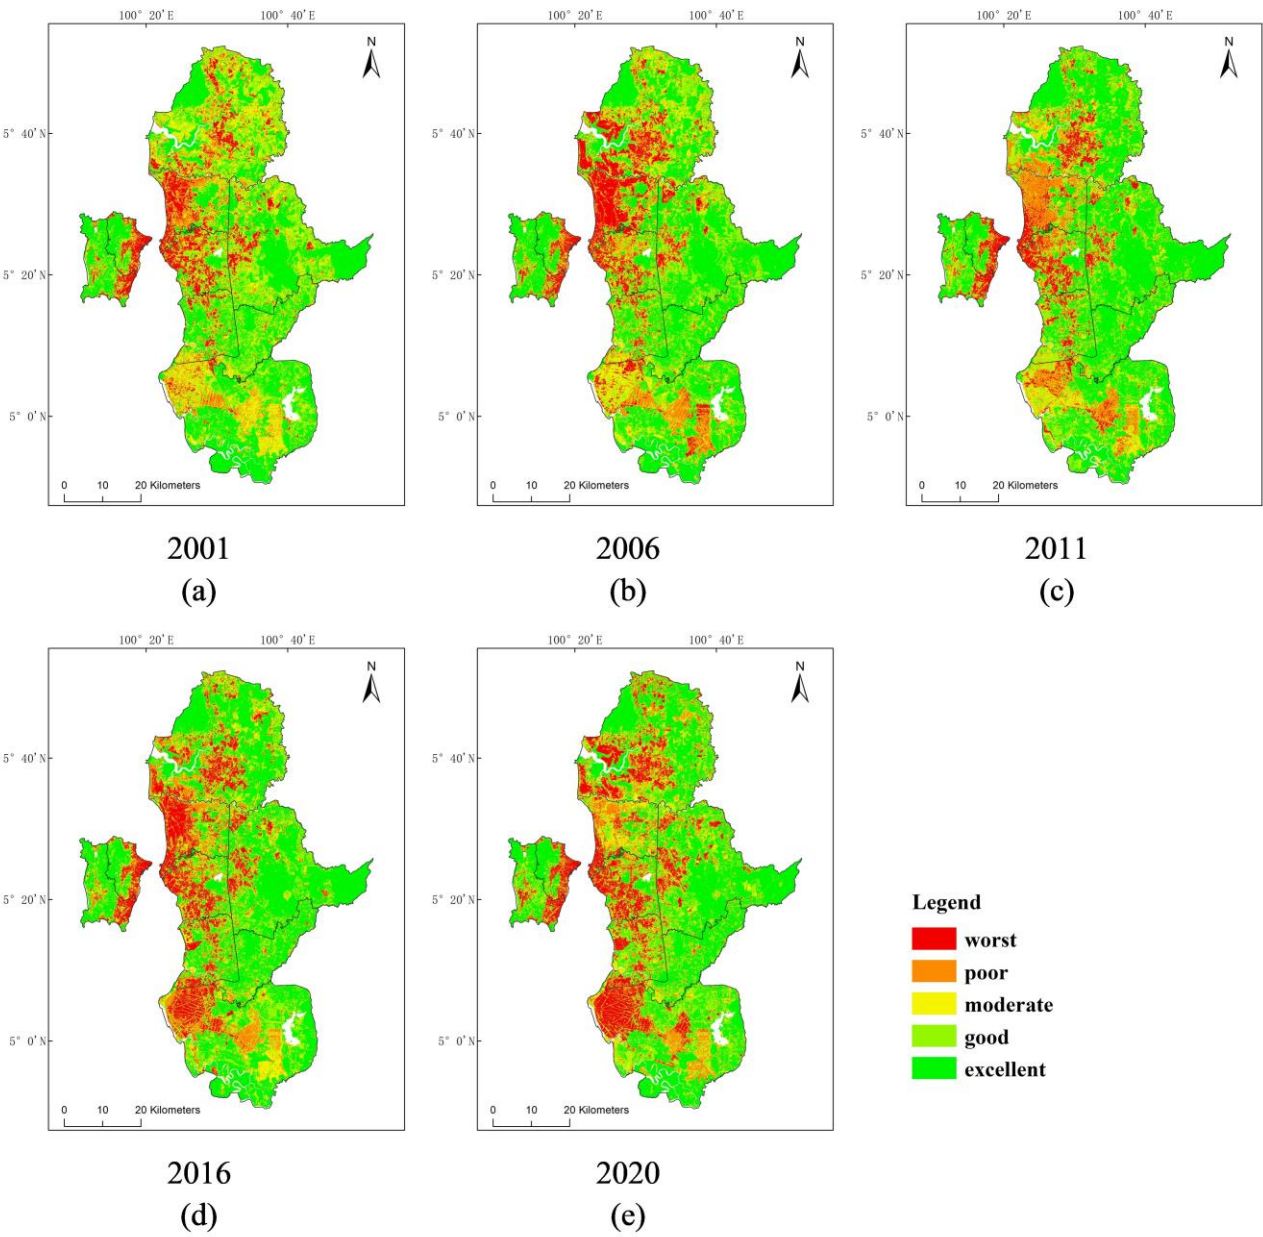 100° 20′E 100° 40′E 100° 20′E 100° 40′E 100° 20′E 100° 40′E
N N N
5° 40′N 5° 40′N 5° 40′N
5° 20′N 5° 20′N 5° 20′N
5° 0′N 5° 0′N 5° 0′N
0 10 20 Kilometers 0 10 20 Kilometers 0 10 20 Kilometers
2001 2006 2011
(a) (b) (c)
100° 20′E 100° 40′E 100° 20′E 100° 40′E
N N
5° 40′N 5° 40′N
5° 20′N 5° 20′N
Legend
worst
poor
moderate
good
5° 0′N 5° 0′N
excellent
0 10 20 Kilometers 0 10 20 Kilometers
2016 2020
(d) (e)